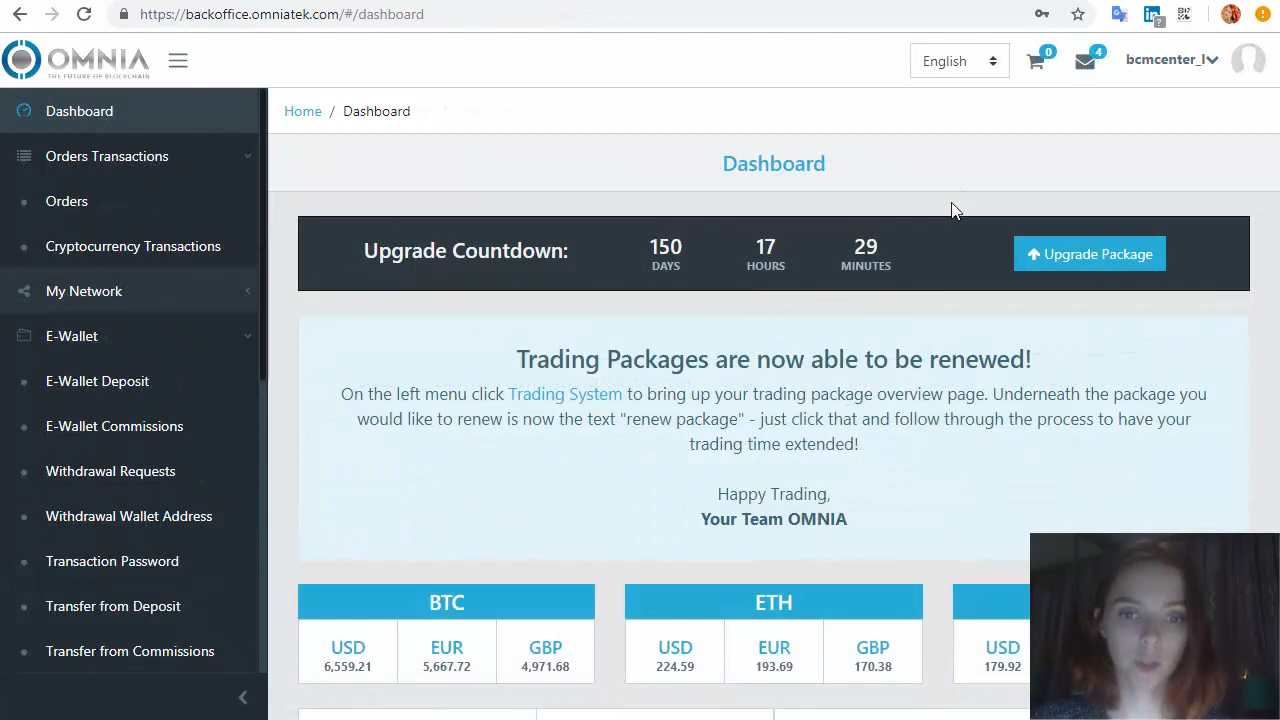 https://backoffice.omniatek.com/#/dashboard
OMNIA
THE FUTURE OF BLOCKCHAIN
English
0
4
bcmcenter_l
Dashboard
Orders Transactions
Orders
Cryptocurrency Transactions
My Network
E-Wallet
E-Wallet Deposit
E-Wallet Commissions
Withdrawal Requests
Withdrawal Wallet Address
Transaction Password
Transfer from Deposit
Transfer from Commissions
Home / Dashboard
Dashboard
Upgrade Countdown:
150 17 29
DAYS HOURS MINUTES
Upgrade Package
Trading Packages are now able to be renewed!
On the left menu click Trading System to bring up your trading package overview page. Underneath the package you
would like to renew is now the text "renew package" - just click that and follow through the process to have your
trading time extended!
Happy Trading,
Your Team OMNIA
BTC
USD EUR GBP
6,559.21 5,667.72 4,971.68
ETH
USD EUR GBP
224.59 193.69 170.38
USD
179.92